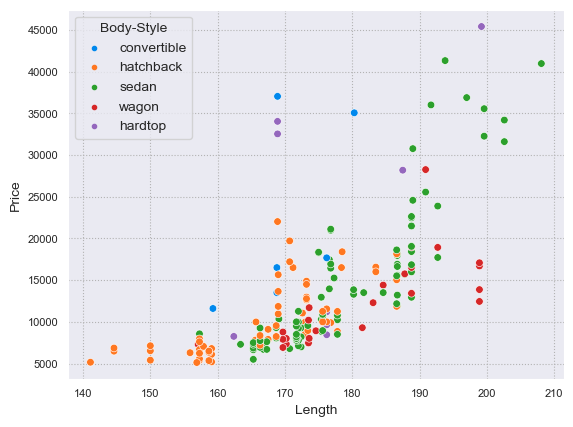 Body-Style
convertible
hatchback
sedan
wagon
hardtop
45000
40000
35000
30000
25000
20000
15000
10000
5000
Price
140 150 160 170 180 190 200 210
Length